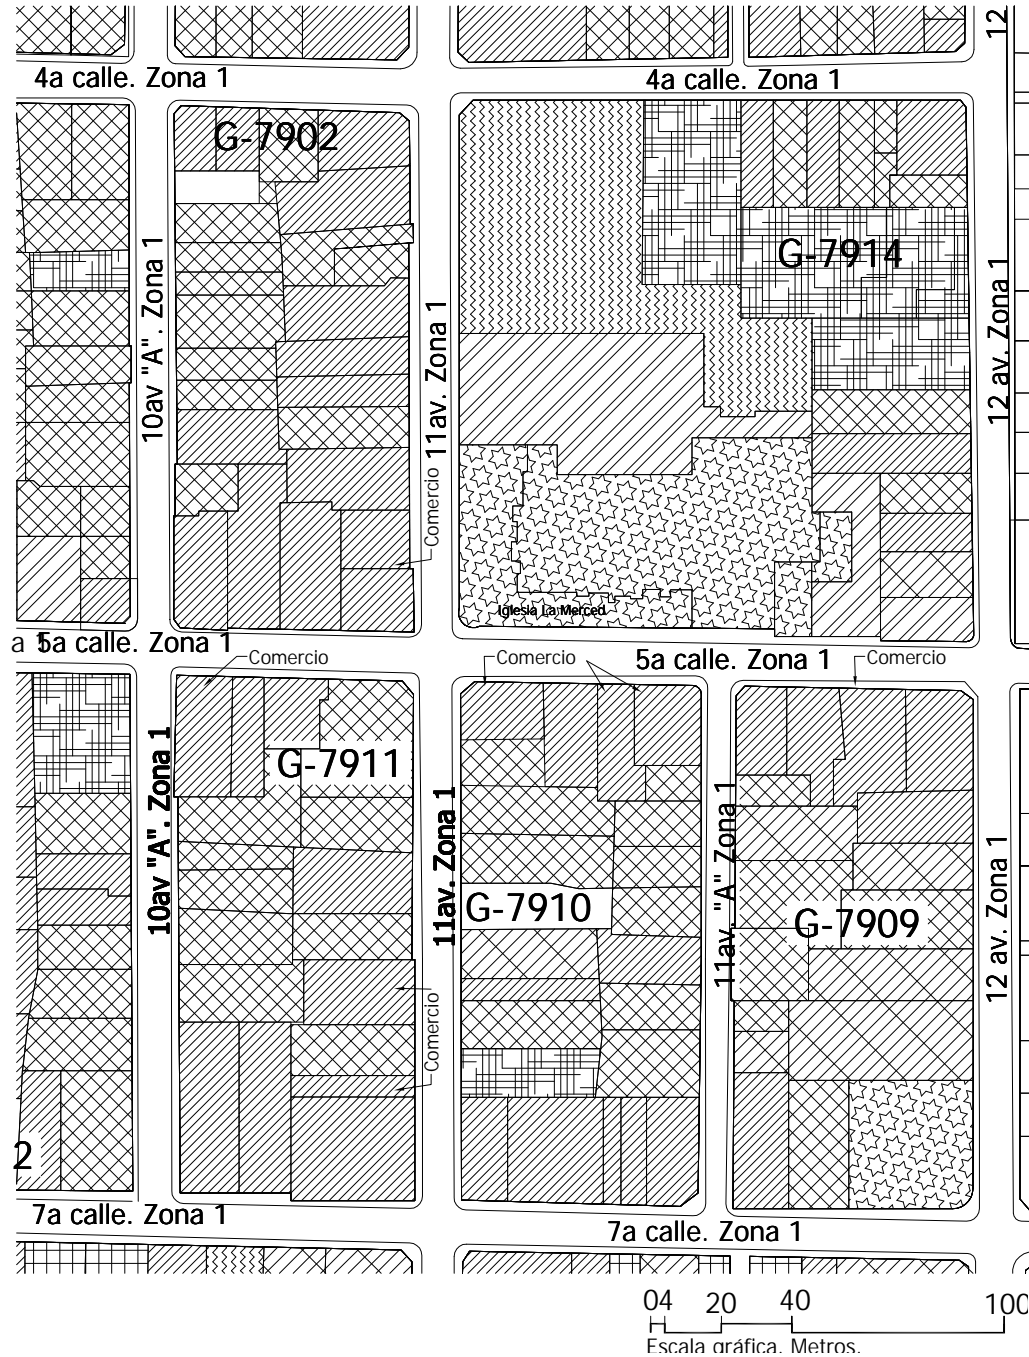 12
4a calle. Zona 1
4a calle. Zona 1
G-7902
G-7914
10av "A". Zona 1
11av. Zona 1
12 av. Zona 1
Comercio
Iglesia La Merced
a 1
5a calle. Zona 1
5a calle. Zona 1
Comercio
Comercio
Comercio
G-7911
10av "A". Zona 1
11av. Zona 1
11av. "A" Zona 1
12 av. Zona 1
G-7910
G-7909
Comercio
2
7a calle. Zona 1
7a calle. Zona 1
04 20 40 100
Escala gráfica. Metros.